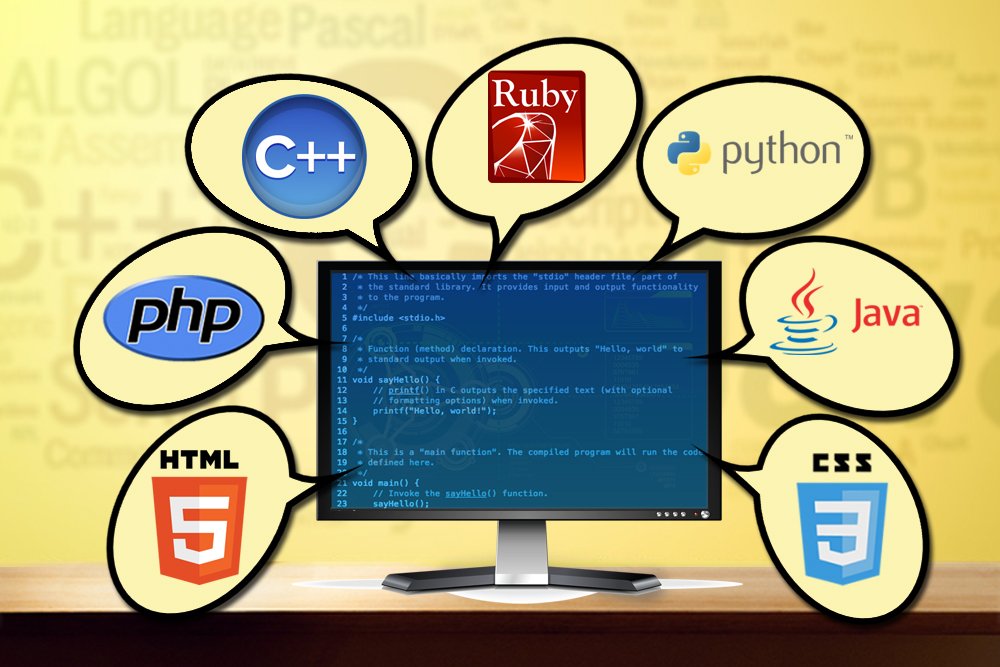 Language Pascal
ALGOL
C++
Ruby
python™
php
Java
HTML
5
CSS
3
1 /* This line basically imports the "stdio" header file, part of
2 * the standard library. It provides input and output functionality
3 * to the program.
4 */
5 #include <stdio.h>
6
7 /*
8 * Function (method) declaration. This outputs "Hello, world" to
9 * standard output when invoked.
10 */
11 void sayHello() {
12 // printf() in C outputs the specified text (with optional
13 // formatting options) when invoked.
14 printf("Hello, world!");
15 }
16
17 /*
18 * This is a "main function". The compiled program will run the code
19 * defined here.
20 */
21 void main() {
22 // Invoke the sayHello() function.
23 sayHello();